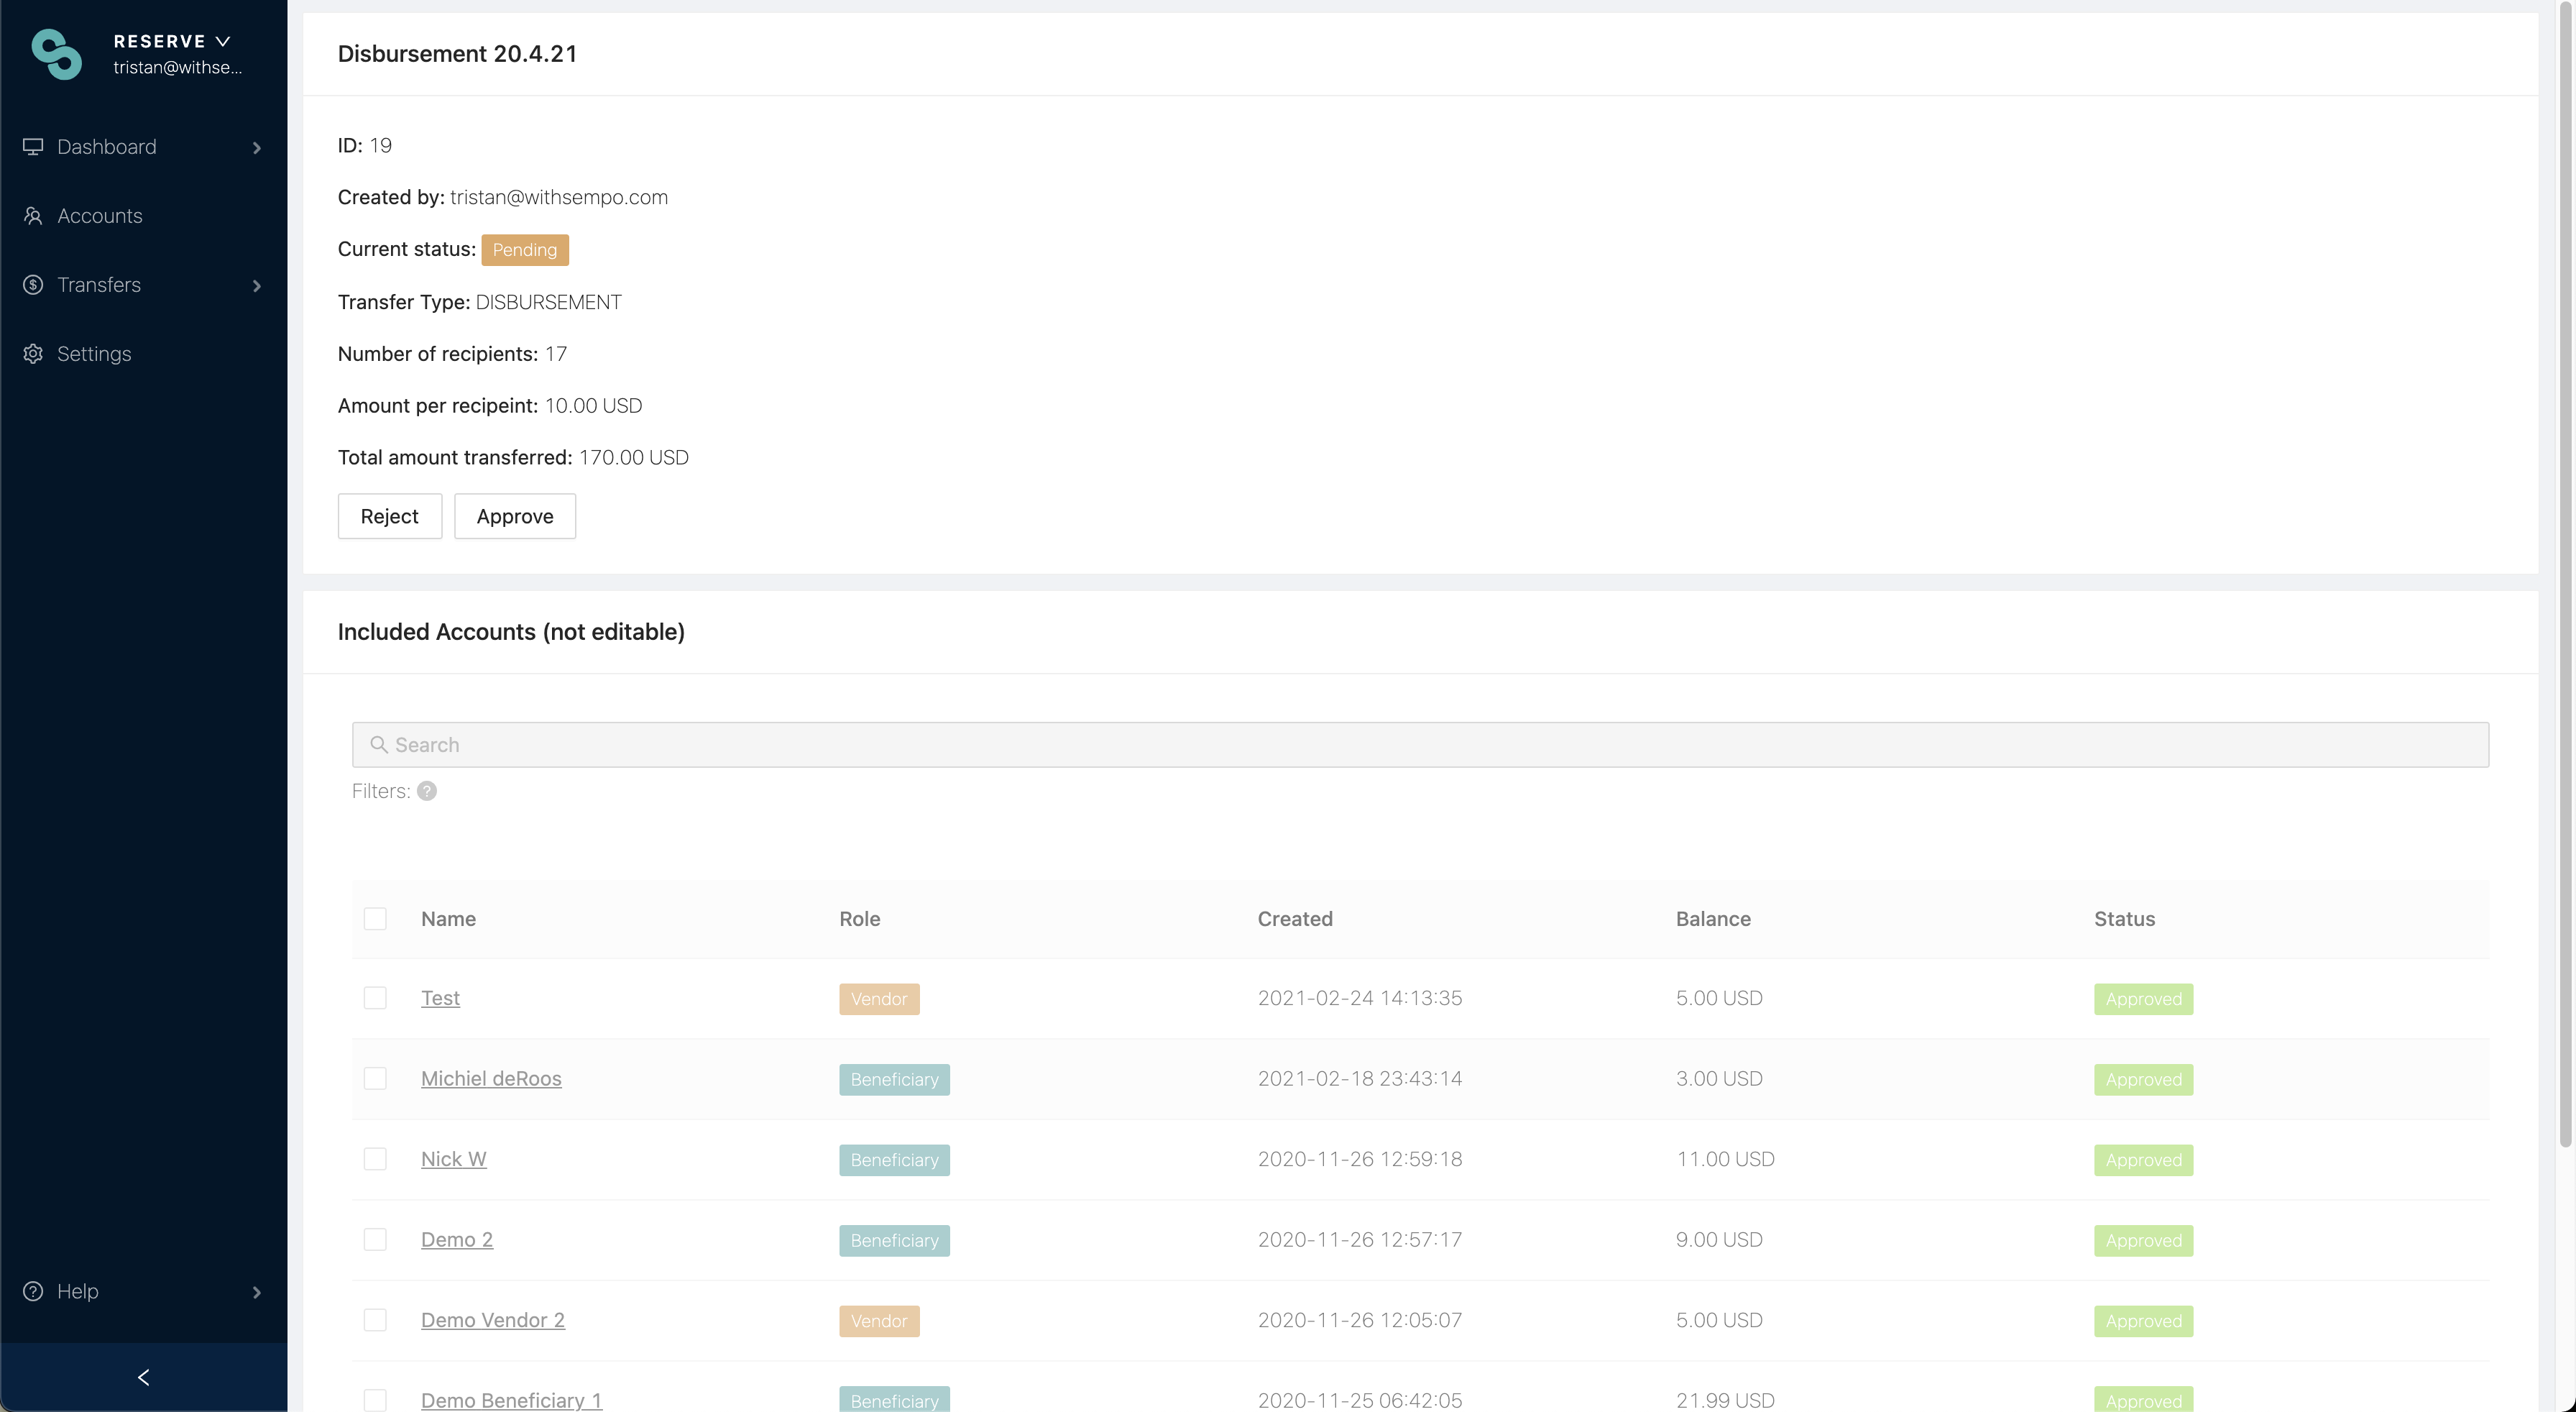 RESERVE
tristan@withse...
Dashboard
Accounts
Transfers
Settings
Help
Disbursement 20.4.21
ID: 19
Created by: tristan@withsempo.com
Current status: Pending
Transfer Type: DISBURSEMENT
Number of recipients: 17
Amount per recipeint: 10.00 USD
Total amount transferred: 170.00 USD
Reject Approve
Included Accounts (not editable)
Search
Filters: ?
Name Role Created Balance Status
Test Vendor 2021-02-24 14:13:35 5.00 USD Approved
Michiel deRoos Beneficiary 2021-02-18 23:43:14 3.00 USD Approved
Nick W Beneficiary 2020-11-26 12:59:18 11.00 USD Approved
Demo 2 Beneficiary 2020-11-26 12:57:17 9.00 USD Approved
Demo Vendor 2 Vendor 2020-11-26 12:05:07 5.00 USD Approved
Demo Beneficiary 1 Beneficiary 2020-11-25 06:42:05 21.99 USD Approved